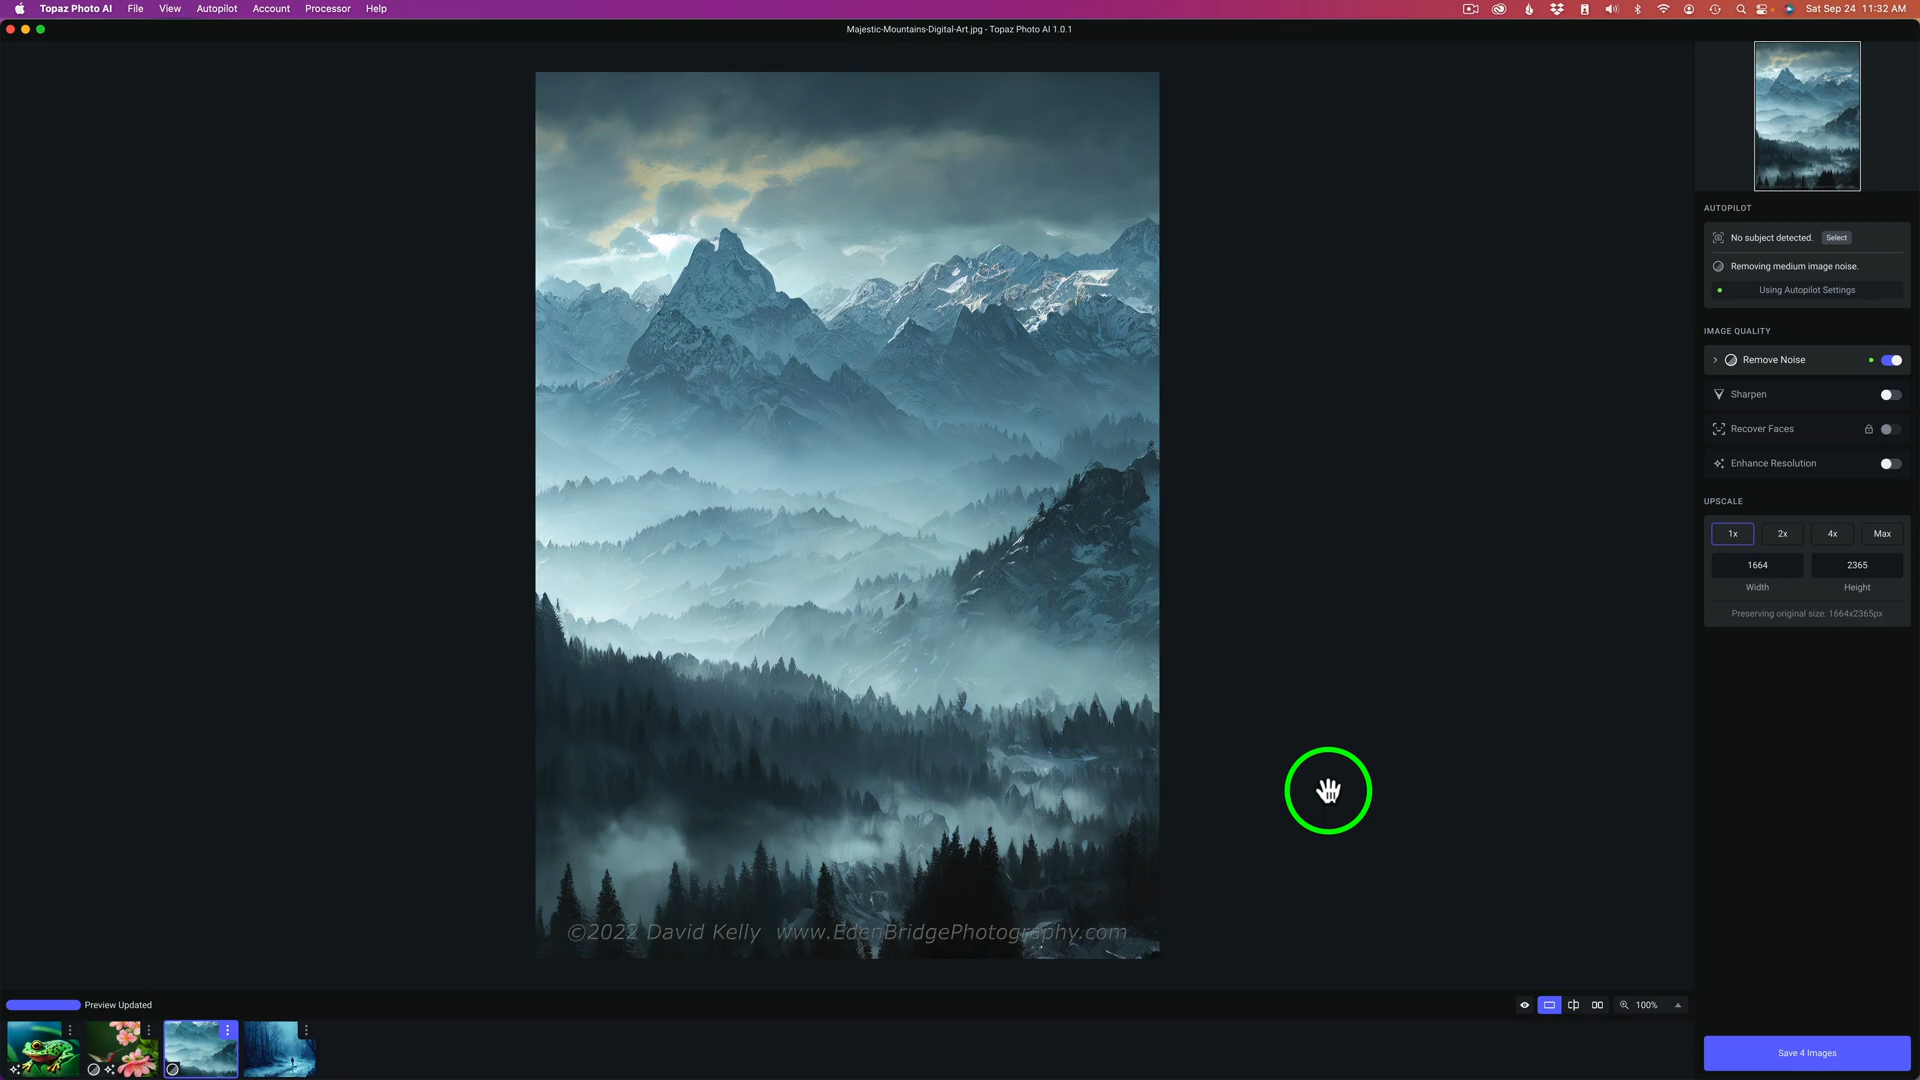 Topaz Photo AI File View Autopilot Account Processor Help Sat Sep 24 11:32 AM
Majestic-Mountains-Digital-Art.jpg - Topaz Photo AI 1.0.1
AUTOPILOT
No subject detected. Select
Removing medium image noise.
Using Autopilot Settings
IMAGE QUALITY
Remove Noise
Sharpen
Recover Faces
Enhance Resolution
UPSCALE
1x 2x 4x Max
1664 2365
Width Height
Preserving original size: 1664x2365px
©2022 David Kelly www.EdenBridgePhotography.com
Preview Updated 100%
Save 4 Images